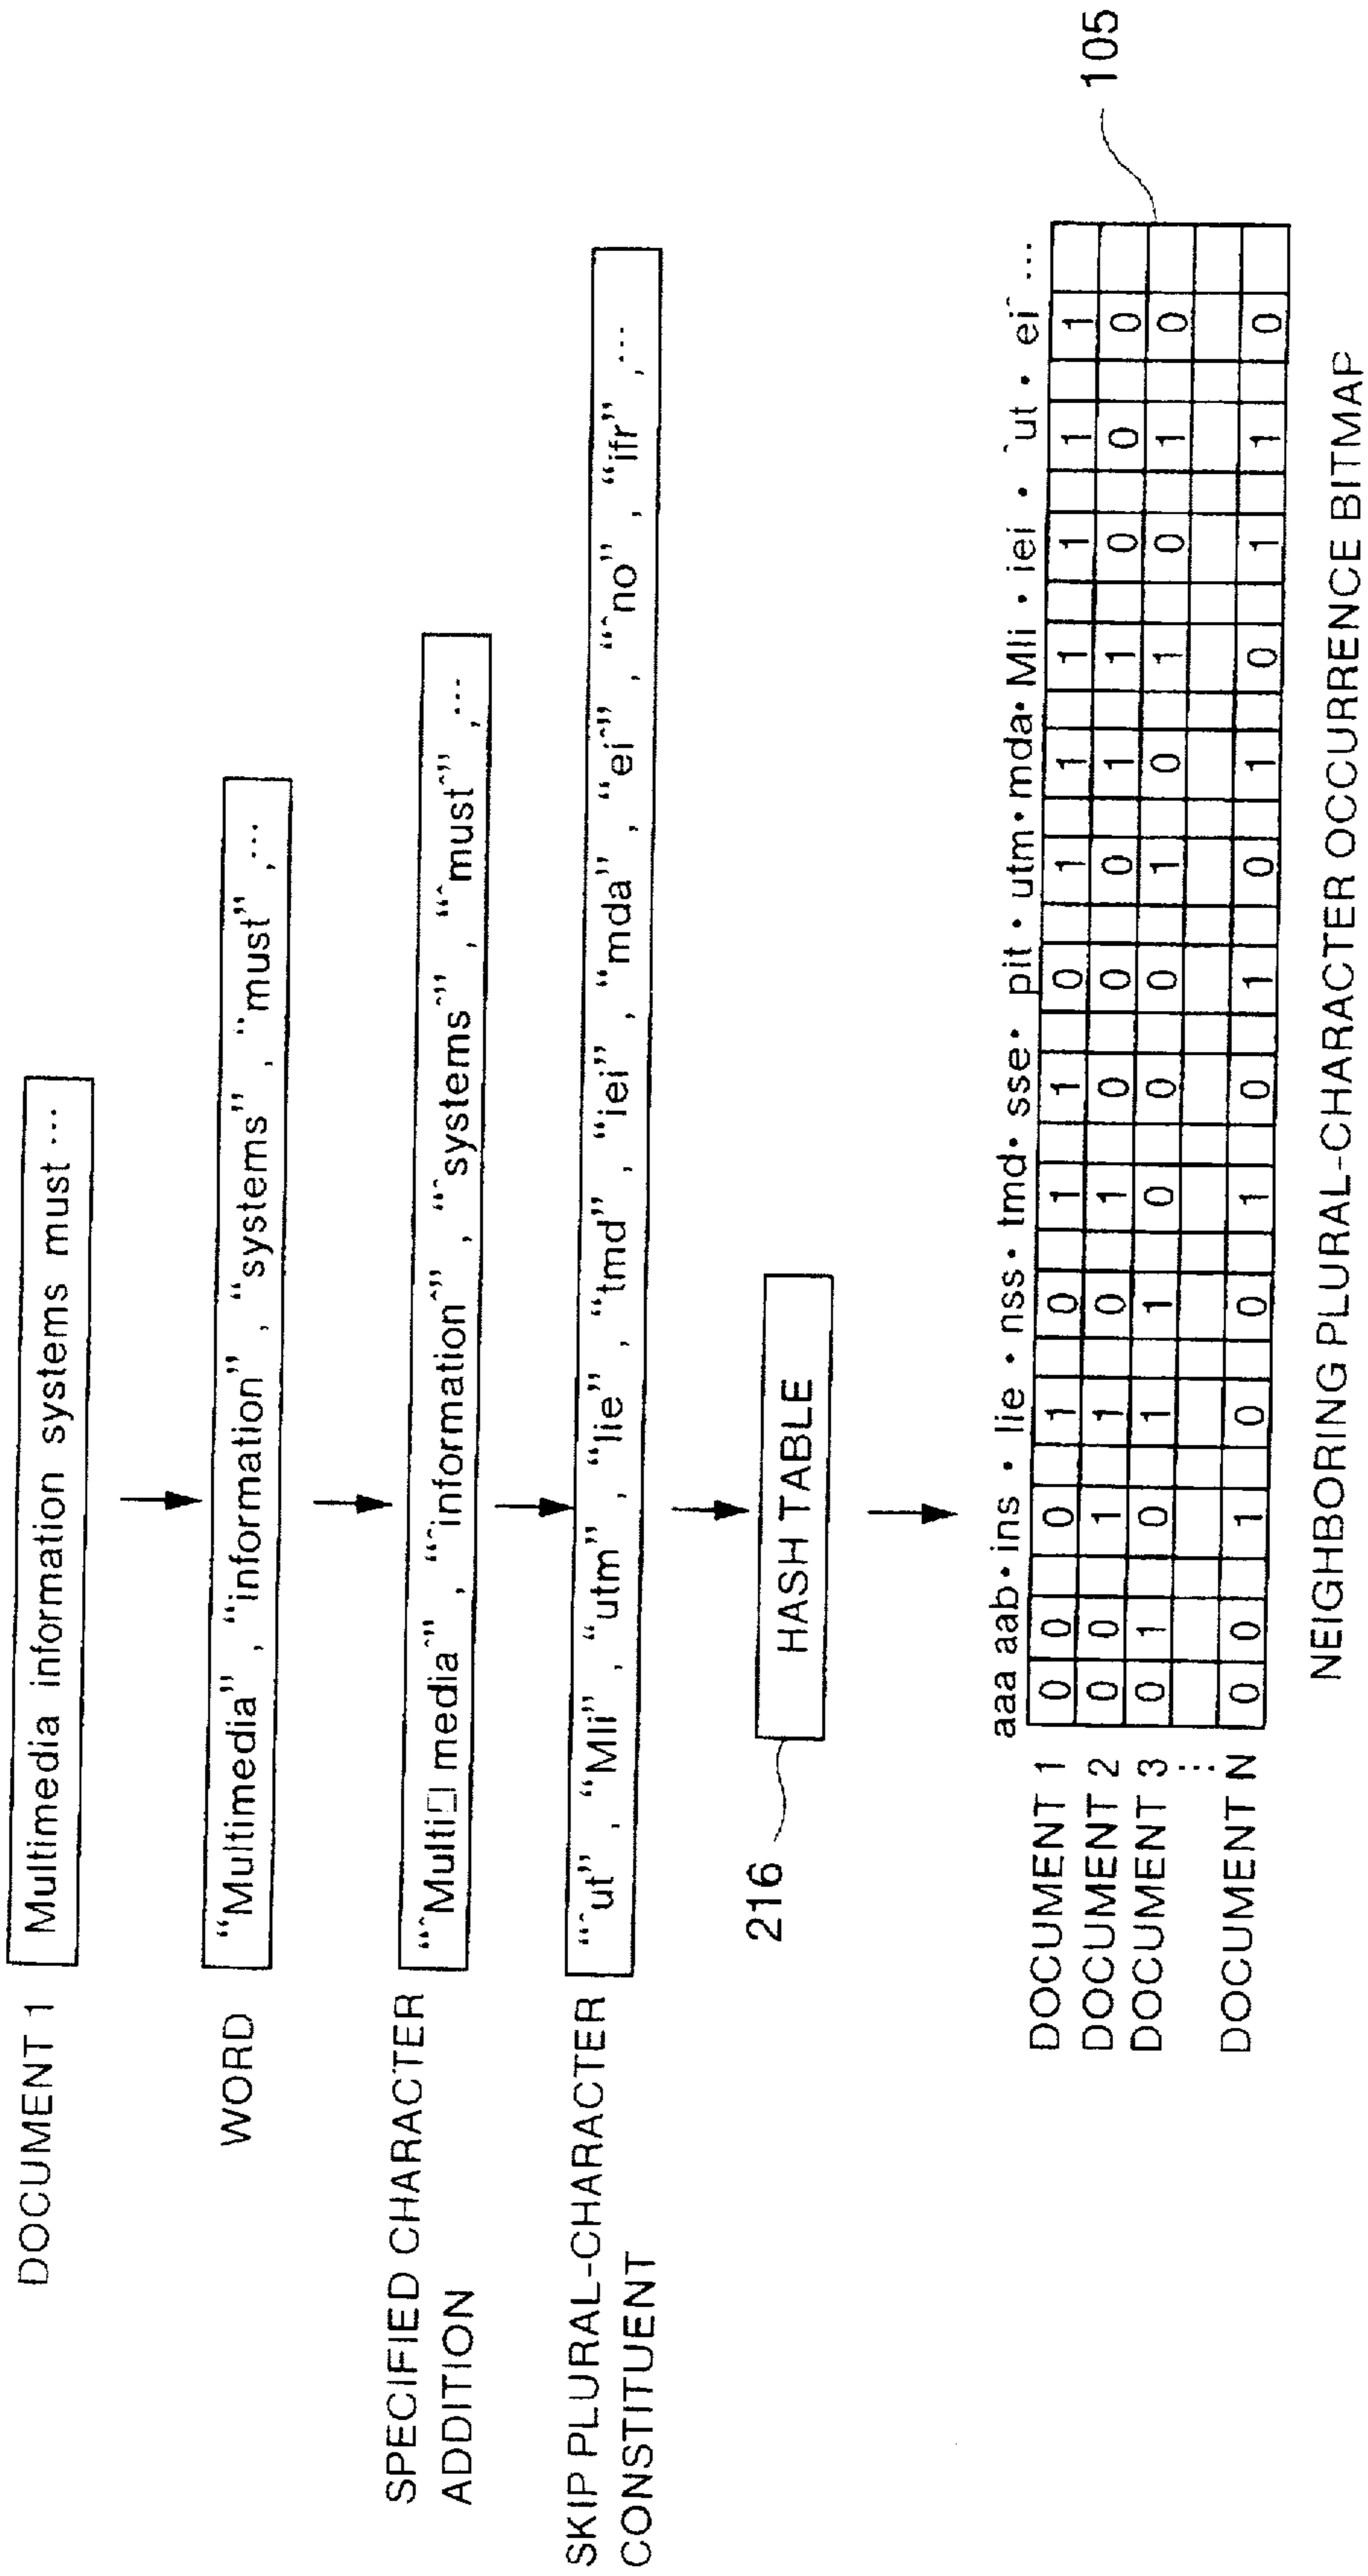 DOCUMENT 1 Multimedia information systems must ···
WORD “Multimedia” , “information” , “systems” , “must” ,···
SPECIFIED CHARACTER “^Multi□media^” , “^information^” , “^systems^” , “^must^” ,···
ADDITION
SKIP PLURAL-CHARACTER “^ut” , “Mli” , “utm” , “lie” , “tmd” , “iei” , “mda” , “ei^” , “^no” , “ifr” ,···
CONSTITUENT
216 HASH TABLE
aaa aab· ins · lie · nss· tmd· sse· pit · utm· mda· Mli · iei · ^ut · ei^ ···
DOCUMENT 1 0 0 0 1 0 1 1 0 1 1 1 1 1 1
DOCUMENT 2 0 0 1 1 0 1 0 0 0 1 1 0 0 0
DOCUMENT 3 0 1 0 1 1 0 0 0 1 0 1 0 1 0
⋮
DOCUMENT N 0 0 1 0 0 1 0 1 0 1 0 1 1 0
105
NEIGHBORING PLURAL-CHARACTER OCCURRENCE BITMAP